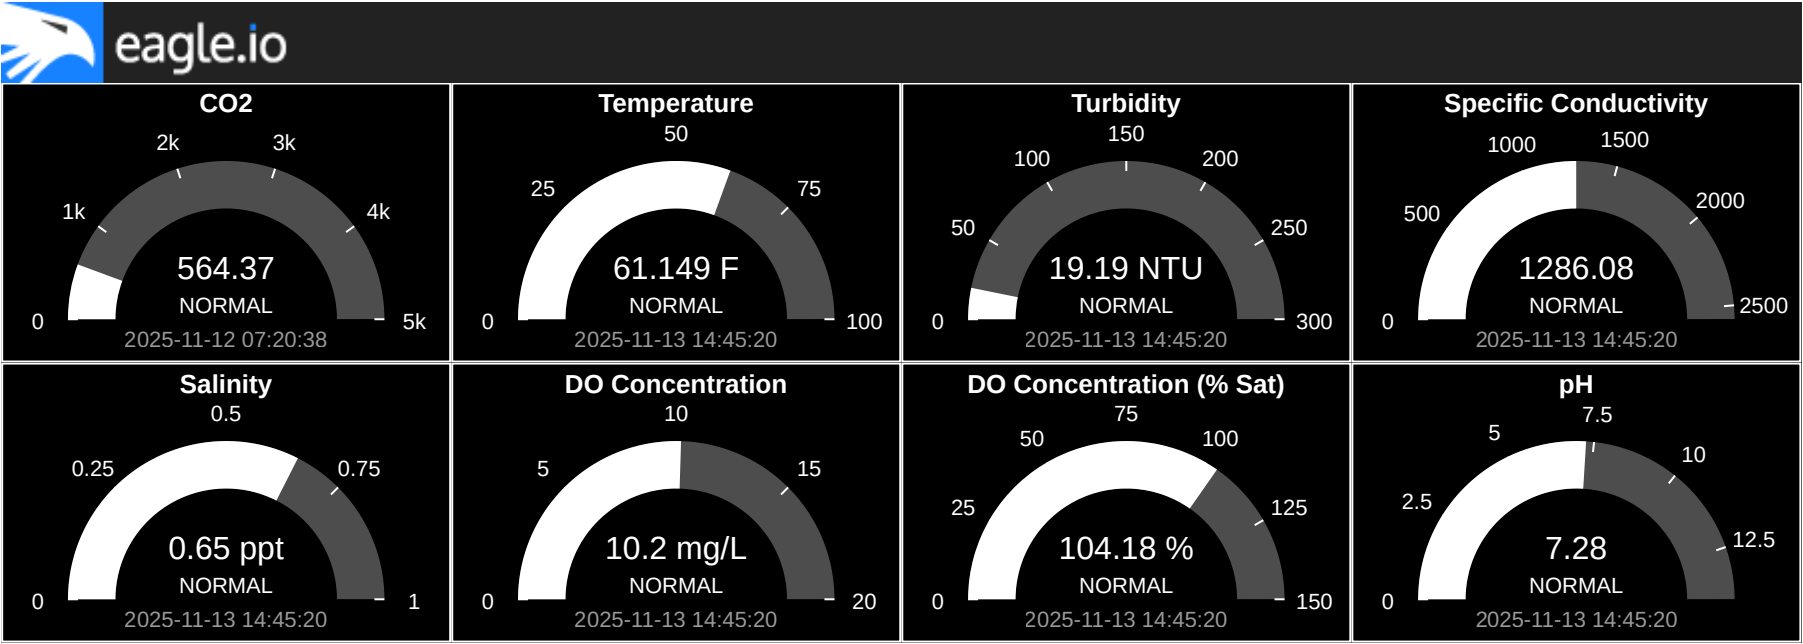 eagle.io
CO2
0
1k
2k
3k
4k
5k
564.37
NORMAL
2025-11-12 07:20:38
Temperature
0
25
50
75
100
61.149 F
NORMAL
2025-11-13 14:45:20
Turbidity
0
50
100
150
200
250
300
19.19 NTU
NORMAL
2025-11-13 14:45:20
Specific Conductivity
0
500
1000
1500
2000
2500
1286.08
NORMAL
2025-11-13 14:45:20
Salinity
0
0.25
0.5
0.75
1
0.65 ppt
NORMAL
2025-11-13 14:45:20
DO Concentration
0
5
10
15
20
10.2 mg/L
NORMAL
2025-11-13 14:45:20
DO Concentration (% Sat)
0
25
50
75
100
125
150
104.18 %
NORMAL
2025-11-13 14:45:20
pH
0
2.5
5
7.5
10
12.5
7.28
NORMAL
2025-11-13 14:45:20